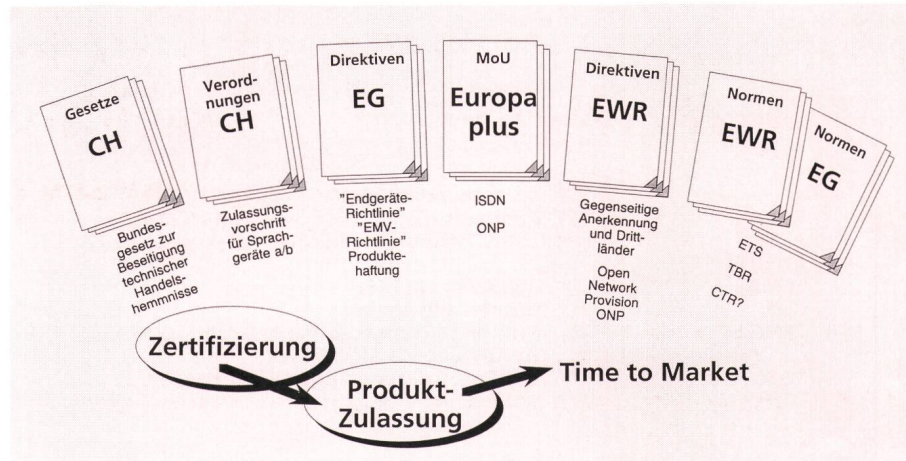 Gesetze
CH
Bundes-
gesetz zur
Beseitigung
technischer
Handels-
hemmnisse
Verord-
nungen
CH
Zulassungs-
vorschrift
für Sprach-
geräte a/b
Direktiven
EG
"Endgeräte-
Richtlinie"
"EMV-
Richtlinie"
Produkte-
haftung
MoU
Europa
plus
ISDN
ONP
Direktiven
EWR
Gegenseitige
Anerkennung
und Dritt-
länder
Open
Network
Provision
ONP
Normen
EWR
Normen
EG
ETS
TBR
CTR?
Zertifizierung
Produkt-
Zulassung
Time to Market